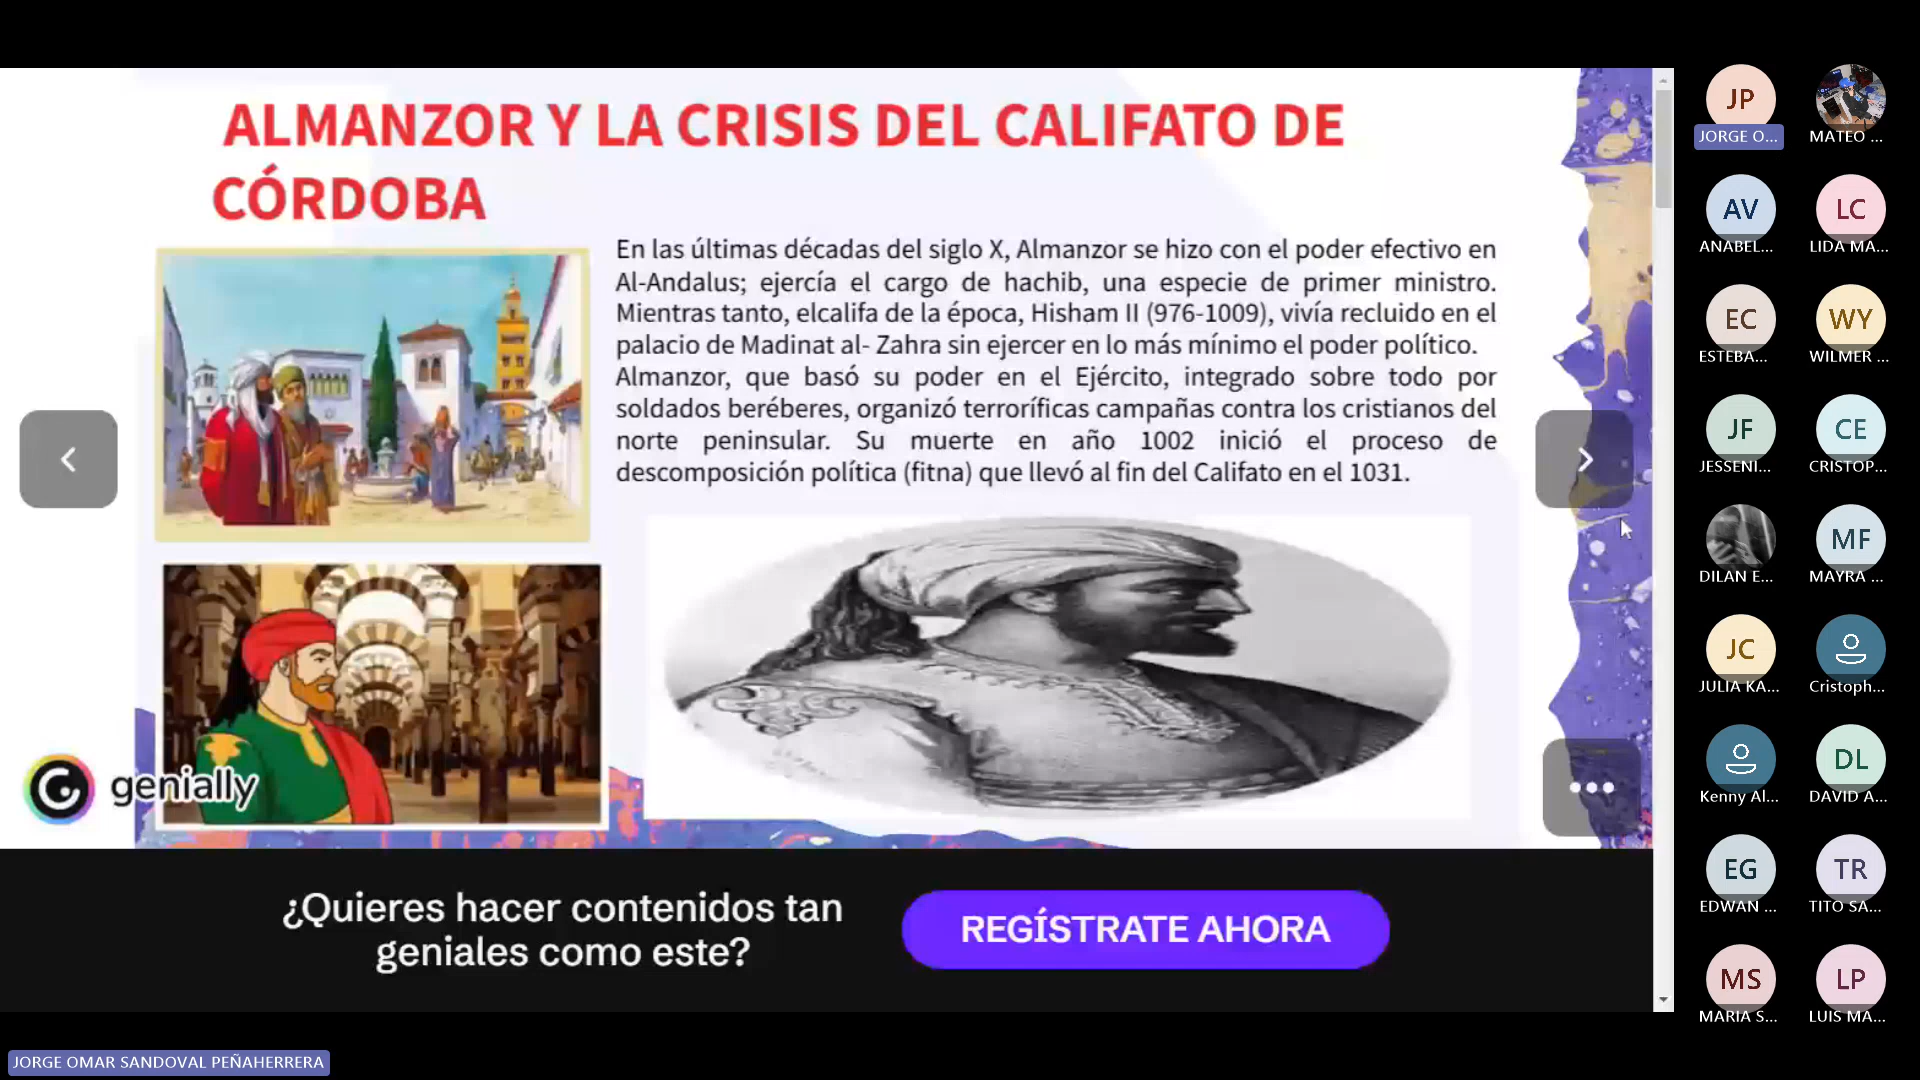 ALMANZOR Y LA CRISIS DEL CALIFATO DE
CÓRDOBA
En las últimas décadas del siglo X, Almanzor se hizo con el poder efectivo en
Al-Andalus; ejercía el cargo de hachib, una especie de primer ministro.
Mientras tanto, elcalifa de la época, Hisham II (976-1009), vivía recluido en el
palacio de Madinat al- Zahra sin ejercer en lo más mínimo el poder político.
Almanzor, que basó su poder en el Ejército, integrado sobre todo por
soldados beréberes, organizó terroríficas campañas contra los cristianos del
norte peninsular. Su muerte en año 1002 inició el proceso de
descomposición política (fitna) que llevó al fin del Califato en el 1031.
genially
¿Quieres hacer contenidos tan
geniales como este?
REGÍSTRATE AHORA
JORGE OMAR SANDOVAL PEÑAHERRERA
JP
JORGE O...
MATEO ...
AV
ANABEL...
LC
LIDA MA...
EC
ESTEBA...
WY
WILMER ...
JF
JESSENI...
CE
CRISTOP...
DILAN E...
MF
MAYRA ...
JC
JULIA KA...
Cristoph...
Kenny Al...
DL
DAVID A...
EG
EDWAN ...
TR
TITO SA...
MS
MARIA S...
LP
LUIS MA...